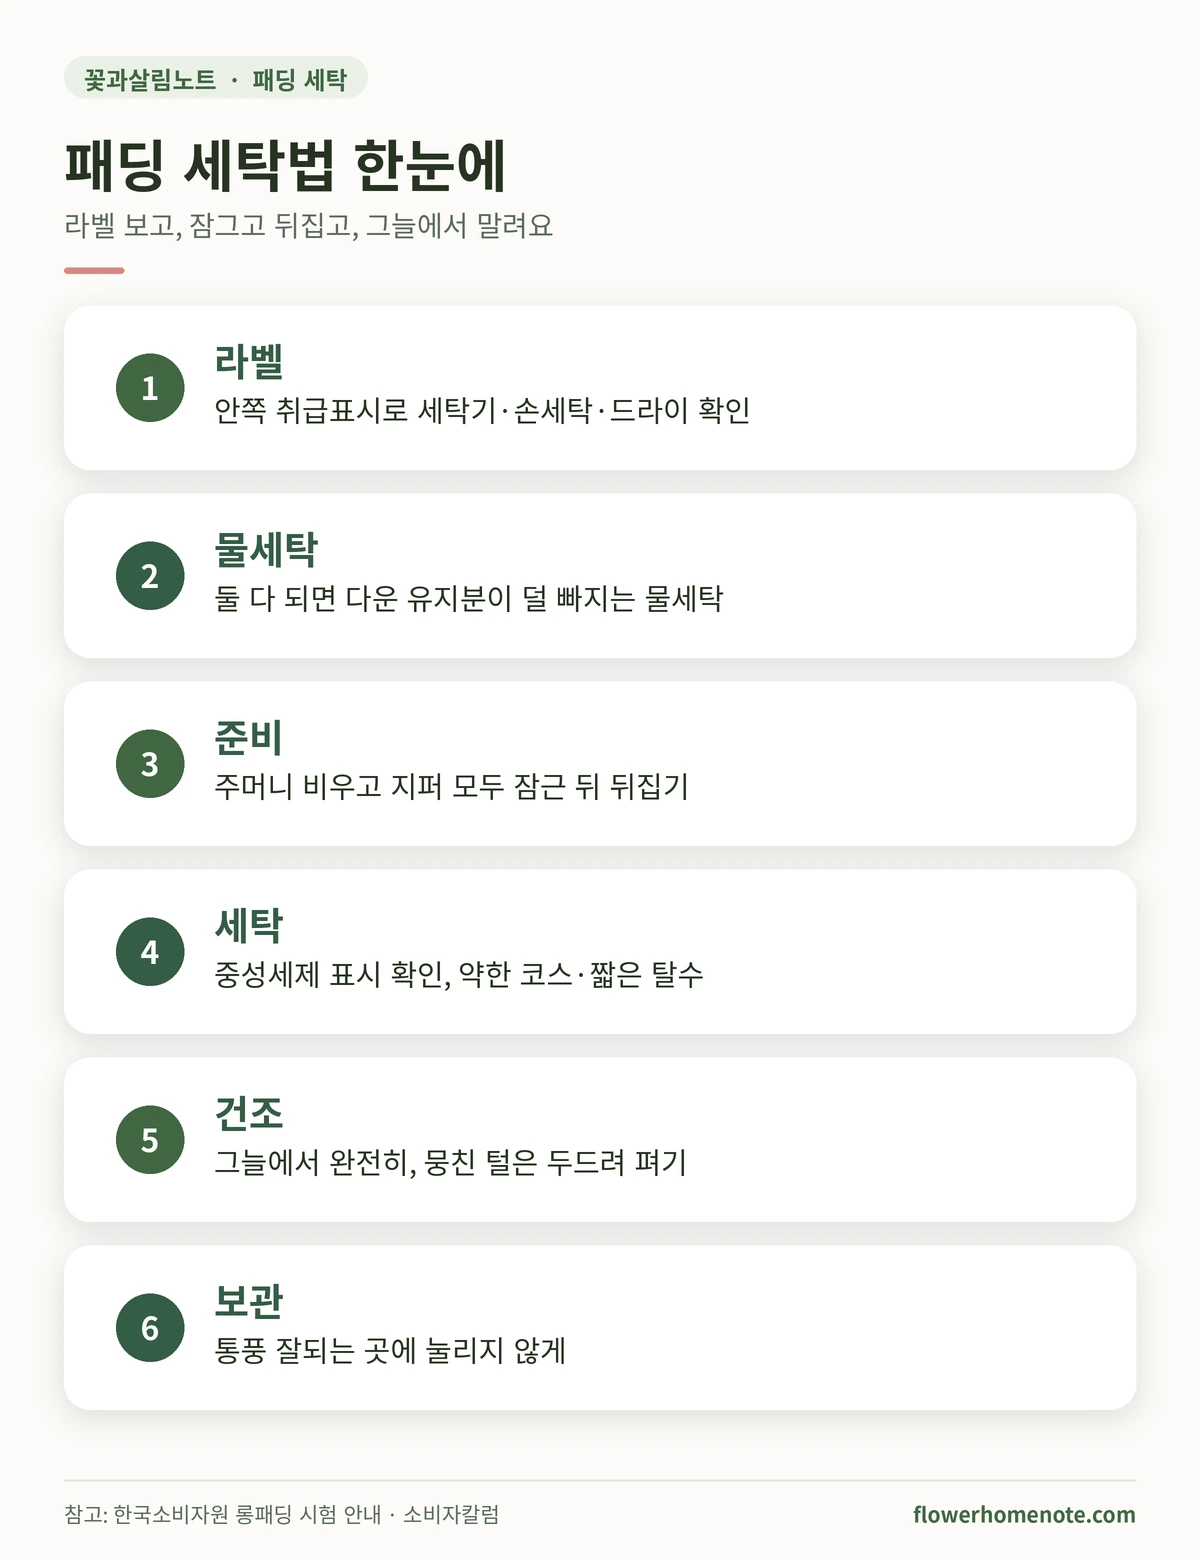 꽃과살림노트 · 패딩 세탁
패딩 세탁법 한눈에
라벨 보고, 잠그고 뒤집고, 그늘에서 말려요
1
라벨
안쪽 취급표시로 세탁기·손세탁·드라이 확인
2
물세탁
둘 다 되면 다운 유지분이 덜 빠지는 물세탁
3
준비
주머니 비우고 지퍼 모두 잠근 뒤 뒤집기
4
세탁
중성세제 표시 확인, 약한 코스·짧은 탈수
5
건조
그늘에서 완전히, 뭉친 털은 두드려 펴기
6
보관
통풍 잘되는 곳에 눌리지 않게
참고: 한국소비자원 롱패딩 시험 안내 · 소비자칼럼
flowerhomenote.com